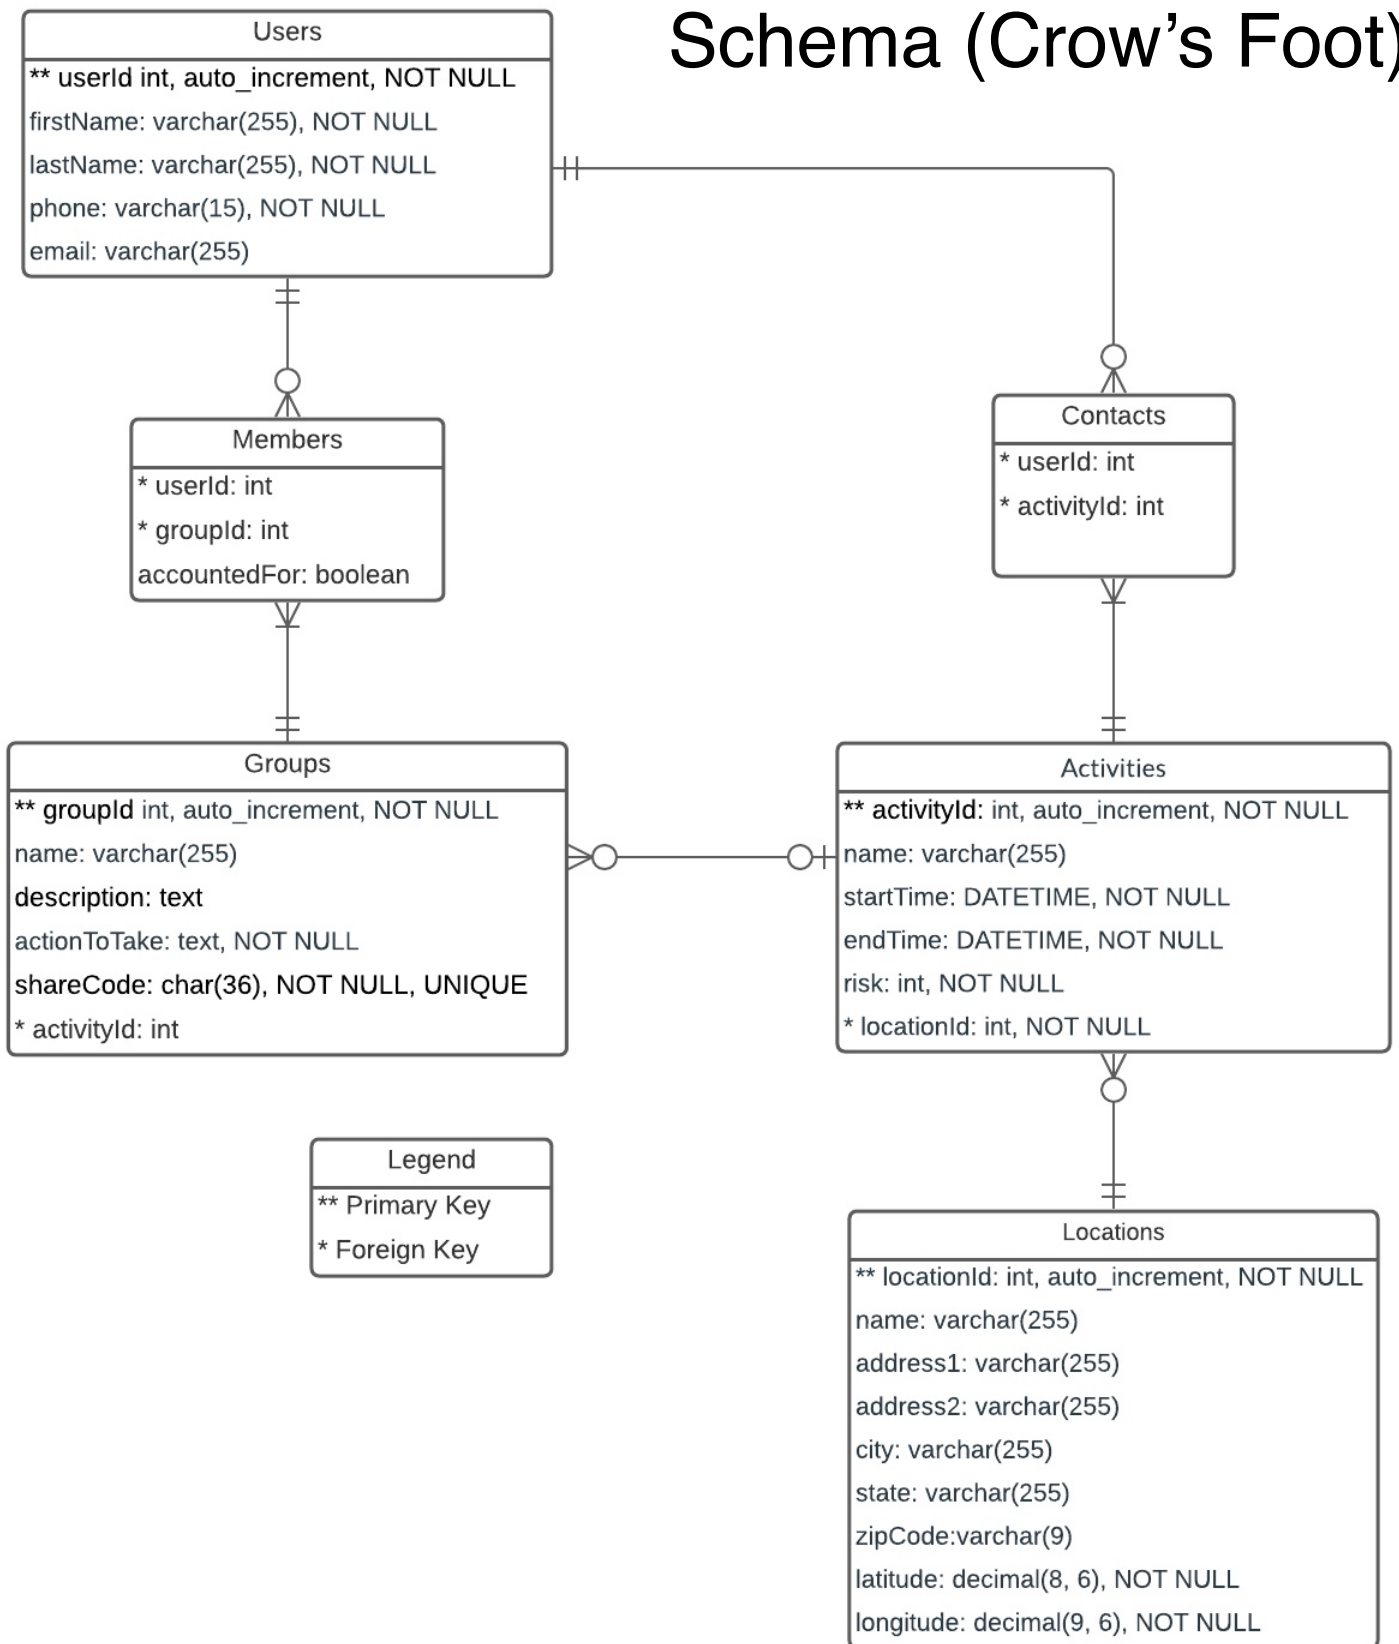 Schema (Crow's Foot)
Users
** userId int, auto_increment, NOT NULL
firstName: varchar(255), NOT NULL
lastName: varchar(255), NOT NULL
phone: varchar(15), NOT NULL
email: varchar(255)
Members
* userId: int
* groupId: int
accountedFor: boolean
Contacts
* userId: int
* activityId: int
Groups
** groupId int, auto_increment, NOT NULL
name: varchar(255)
description: text
actionToTake: text, NOT NULL
shareCode: char(36), NOT NULL, UNIQUE
* activityId: int
Activities
** activityId: int, auto_increment, NOT NULL
name: varchar(255)
startTime: DATETIME, NOT NULL
endTime: DATETIME, NOT NULL
risk: int, NOT NULL
* locationId: int, NOT NULL
Legend
** Primary Key
* Foreign Key
Locations
** locationId: int, auto_increment, NOT NULL
name: varchar(255)
address1: varchar(255)
address2: varchar(255)
city: varchar(255)
state: varchar(255)
zipCode:varchar(9)
latitude: decimal(8, 6), NOT NULL
longitude: decimal(9, 6), NOT NULL